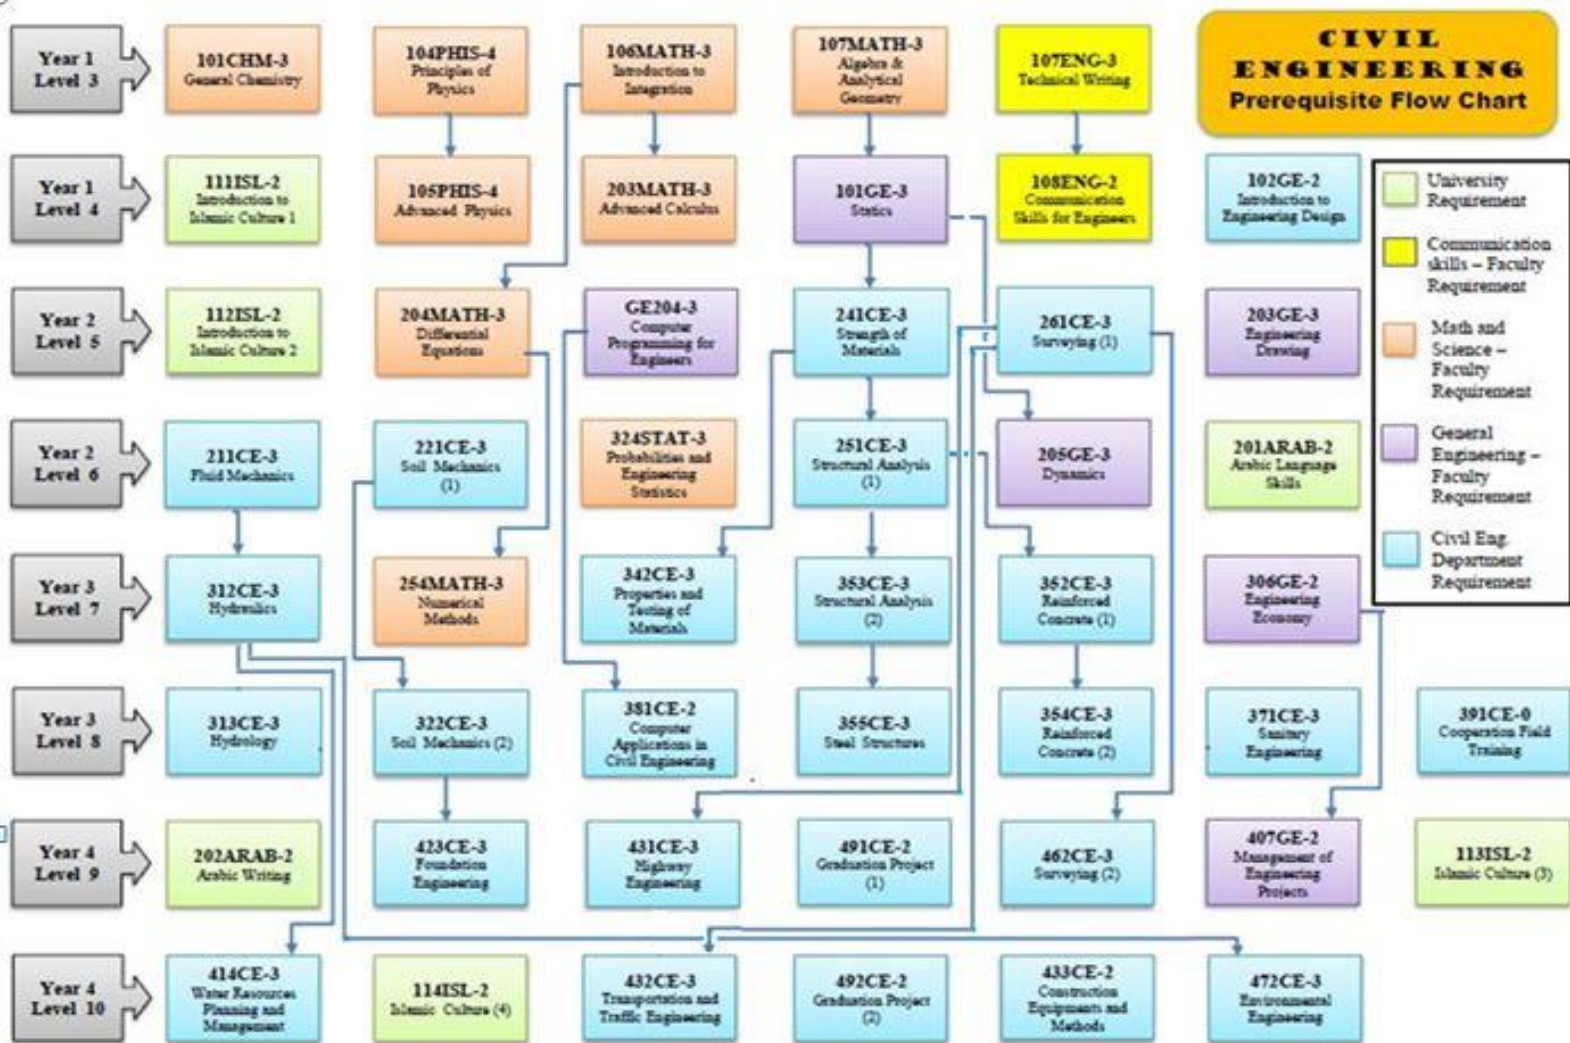 CIVIL
ENGINEERING
Prerequisite Flow Chart
Year 1
Level 3
101CHM-3
General Chemistry
104PHIS-4
Principles of
Physics
106MATH-3
Introduction to
Integration
107MATH-3
Algebra &
Analytical
Geometry
107ENG-3
Technical Writing
Year 1
Level 4
111ISL-2
Introduction to
Islamic Culture 1
105PHIS-4
Advanced Physics
203MATH-3
Advanced Calculus
101GE-3
Statics
108ENG-2
Communication
Skills for Engineers
102GE-2
Introduction to
Engineering Design
Year 2
Level 5
112ISL-2
Introduction to
Islamic Culture 2
204MATH-3
Differential
Equations
GE204-3
Computer
Programming for
Engineers
241CE-3
Strength of
Materials
261CE-3
Surveying (1)
203GE-3
Engineering
Drawing
Year 2
Level 6
211CE-3
Fluid Mechanics
221CE-3
Soil Mechanics
(1)
324STAT-3
Probabilities and
Engineering
Statistics
251CE-3
Structural Analysis
(1)
205GE-3
Dynamics
201ARAB-2
Arabic Language
Skills
Year 3
Level 7
312CE-3
Hydraulics
254MATH-3
Numerical
Methods
342CE-3
Properties and
Testing of
Materials
353CE-3
Structural Analysis
(2)
352CE-3
Reinforced
Concrete (1)
306GE-2
Engineering
Economy
Year 3
Level 8
313CE-3
Hydrology
322CE-3
Soil Mechanics (2)
381CE-2
Computer
Applications in
Civil Engineering
355CE-3
Steel Structures
354CE-3
Reinforced
Concrete (2)
371CE-3
Sanitary
Engineering
391CE-0
Cooperation Field
Training
Year 4
Level 9
202ARAB-2
Arabic Writing
423CE-3
Foundation
Engineering
431CE-3
Highway
Engineering
491CE-2
Graduation Project
(1)
462CE-3
Surveying (2)
407GE-2
Management of
Engineering
Projects
113ISL-2
Islamic Culture (3)
Year 4
Level 10
414CE-3
Water Resources
Planning and
Management
114ISL-2
Islamic Culture (4)
432CE-3
Transportation and
Traffic Engineering
492CE-2
Graduation Project
(2)
433CE-2
Construction
Equipments and
Methods
472CE-3
Environmental
Engineering
University
Requirement
Communication
skills – Faculty
Requirement
Math and
Science –
Faculty
Requirement
General
Engineering –
Faculty
Requirement
Civil Eng.
Department
Requirement